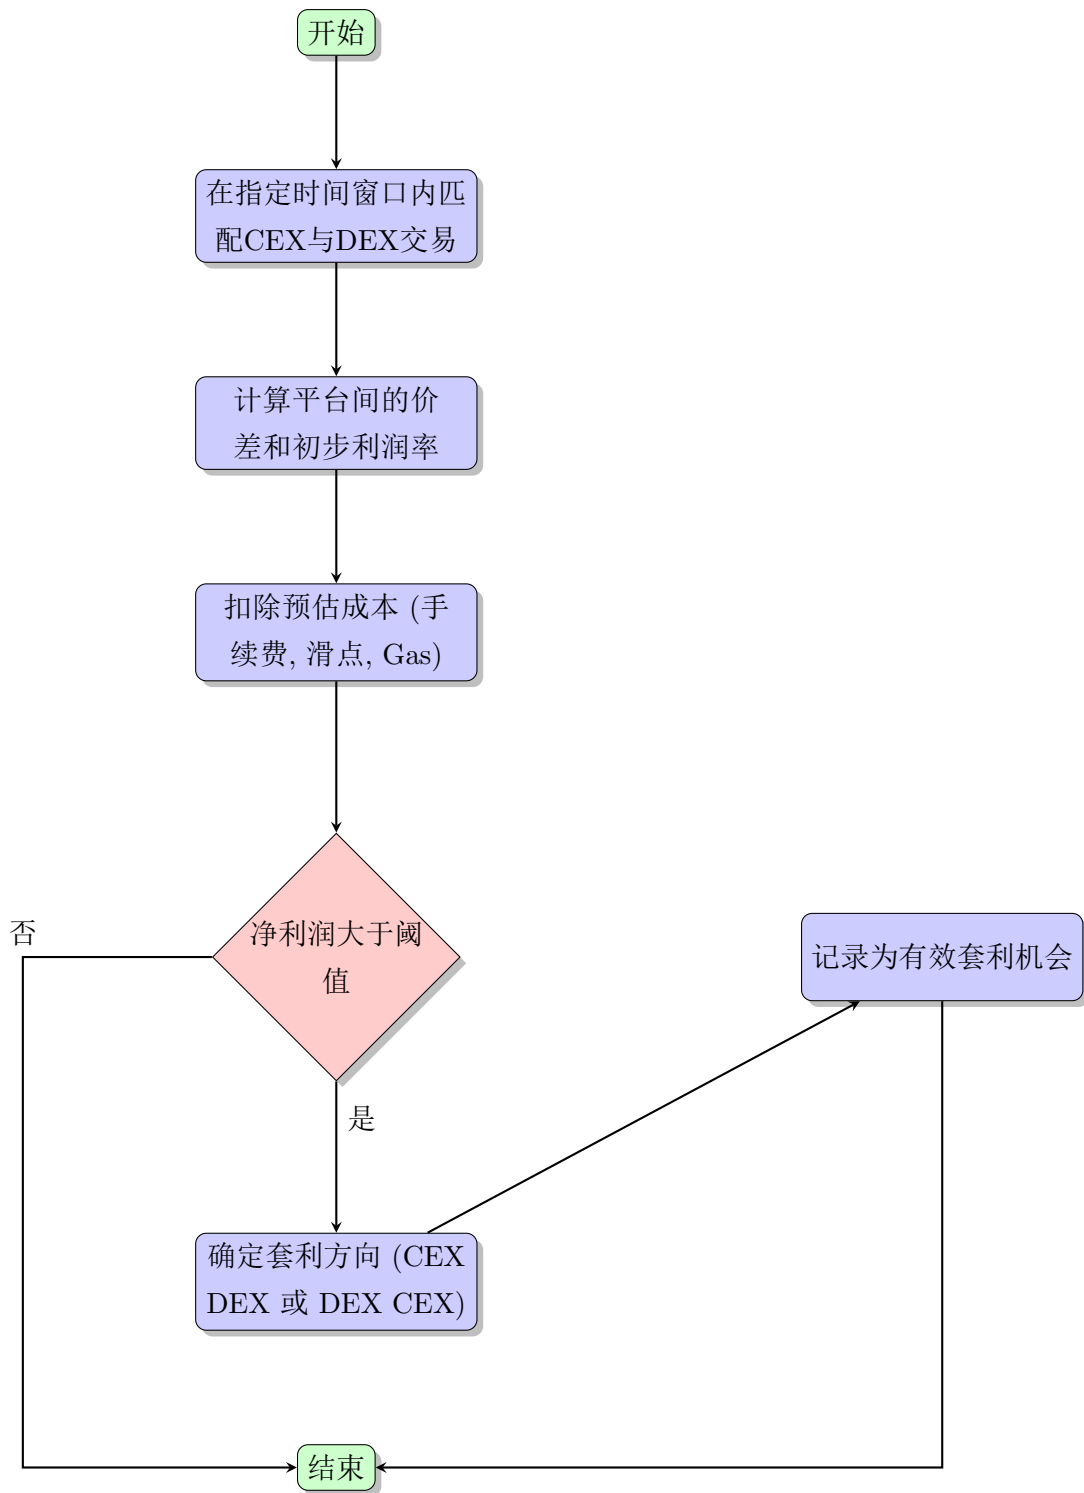 开始
在指定时间窗口内匹
配CEX与DEX交易
计算平台间的价
差和初步利润率
扣除预估成本 (手
续费, 滑点, Gas)
否
净利润大于阈
值
记录为有效套利机会
是
确定套利方向 (CEX
DEX 或 DEX CEX)
结束